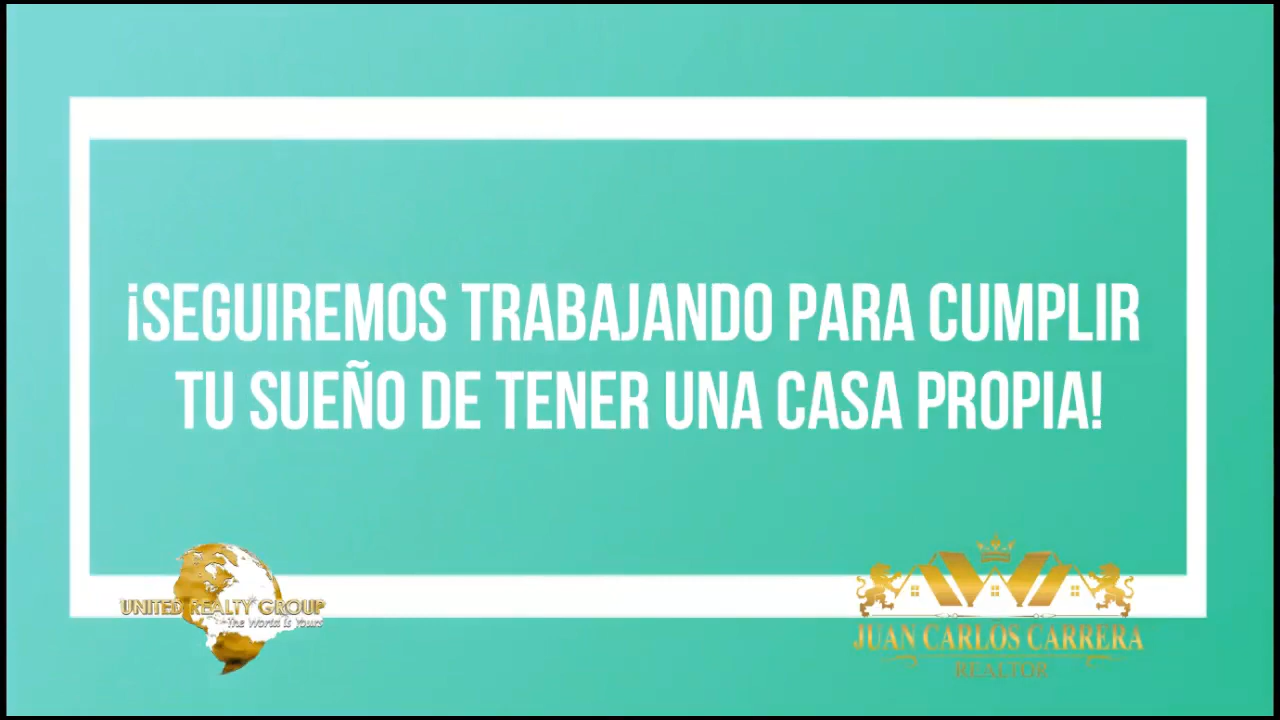 ¡SEGUIREMOS TRABAJANDO PARA CUMPLIR
TU SUEÑO DE TENER UNA CASA PROPIA!
UNITED REALTY GROUP
The World is Yours
JUAN CARLOS CARRERA
REALTOR